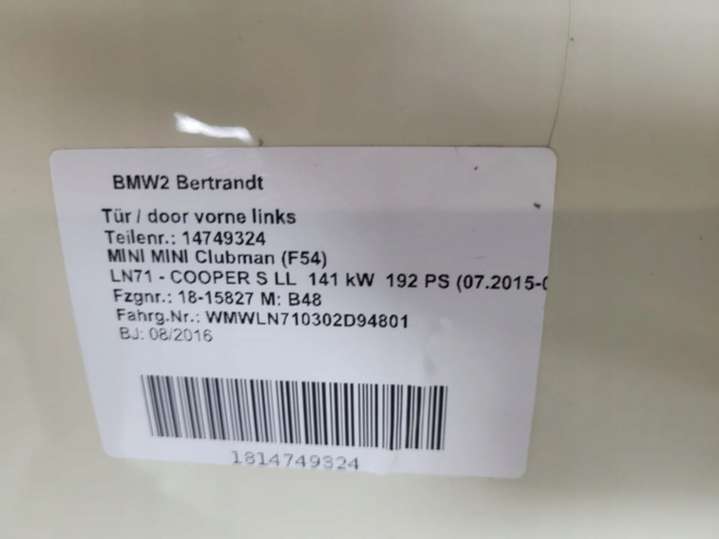 BMW2 Bertrandt
Tür / door vorne links
Teilenr.: 14749324
MINI MINI Clubman (F54)
LN71 - COOPER S LL 141 kW 192 PS (07.2015-0
Fzgnr.: 18-15827 M: B48
Fahrg.Nr.: WMWLN710302D94801
BJ: 08/2016
1814749324